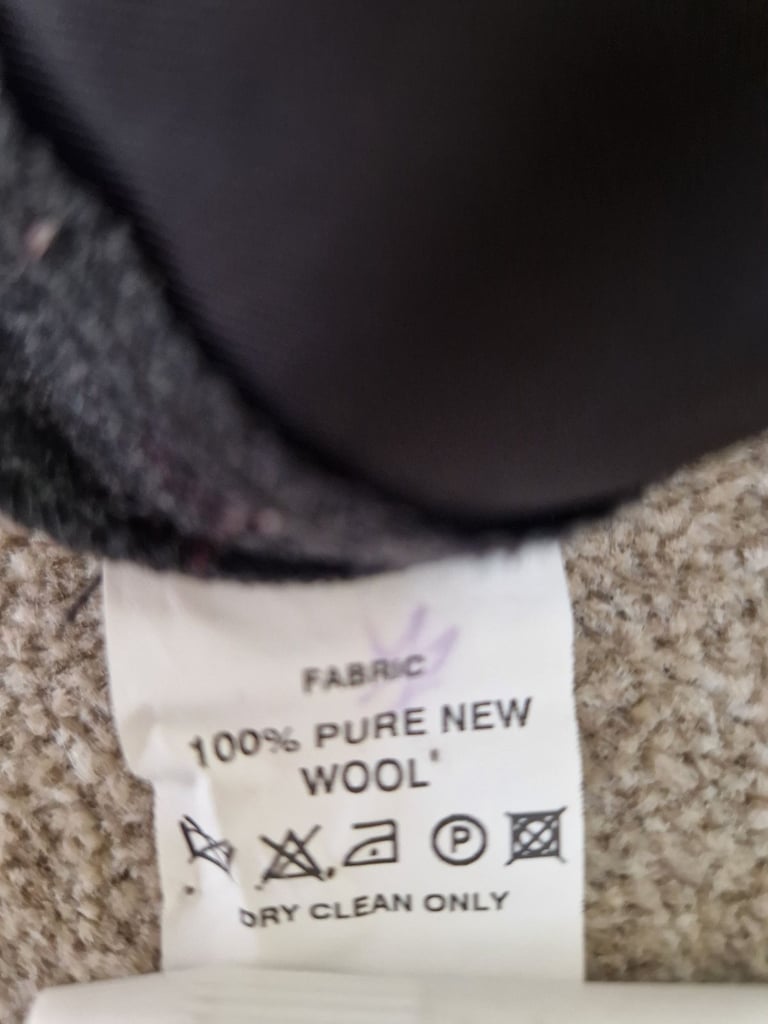 FABRIC
100% PURE NEW
WOOL
P
DRY CLEAN ONLY